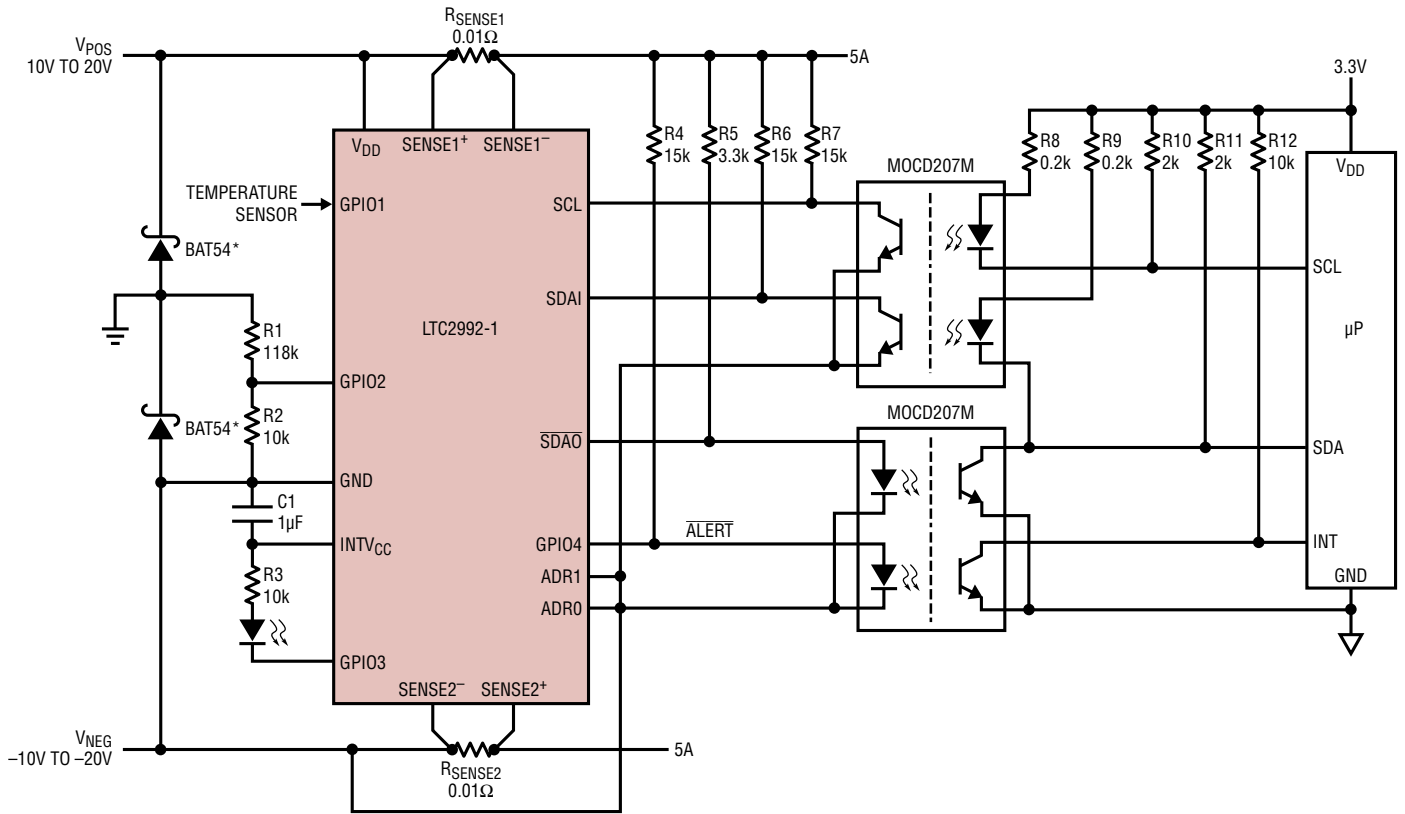 RSENSE1
0.01Ω
VPOS
10V TO 20V
5A
3.3V
VDD
SENSE1+
SENSE1–
R4
15k
R5
3.3k
R6
15k
R7
15k
MOCD207M
R8
0.2k
R9
0.2k
R10
2k
R11
2k
R12
10k
VDD
TEMPERATURE
SENSOR
GPIO1
SCL
BAT54*
SCL
SDAI
LTC2992-1
µP
R1
118k
GPIO2
R2
10k
BAT54*
MOCD207M
SDAO
SDA
GND
C1
1µF
ALERT
INTVCC
GPIO4
INT
R3
10k
ADR1
GND
ADR0
GPIO3
SENSE2–
SENSE2+
VNEG
–10V TO –20V
5A
RSENSE2
0.01Ω